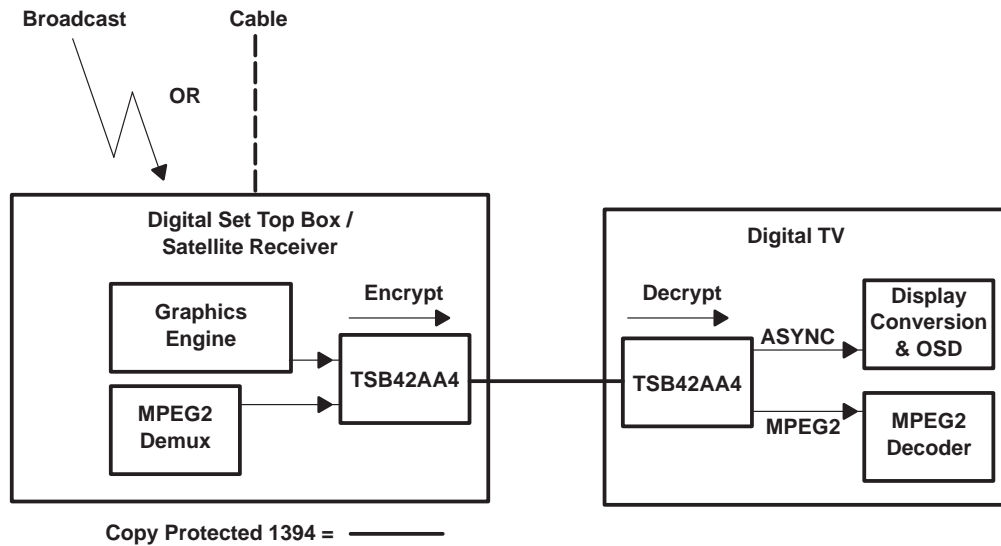 Broadcast
Cable
OR
Digital Set Top Box /
Satellite Receiver
Graphics
Engine
MPEG2
Demux
Encrypt
TSB42AA4
Digital TV
Decrypt
TSB42AA4
ASYNC
MPEG2
Display
Conversion
& OSD
MPEG2
Decoder
Copy Protected 1394 =